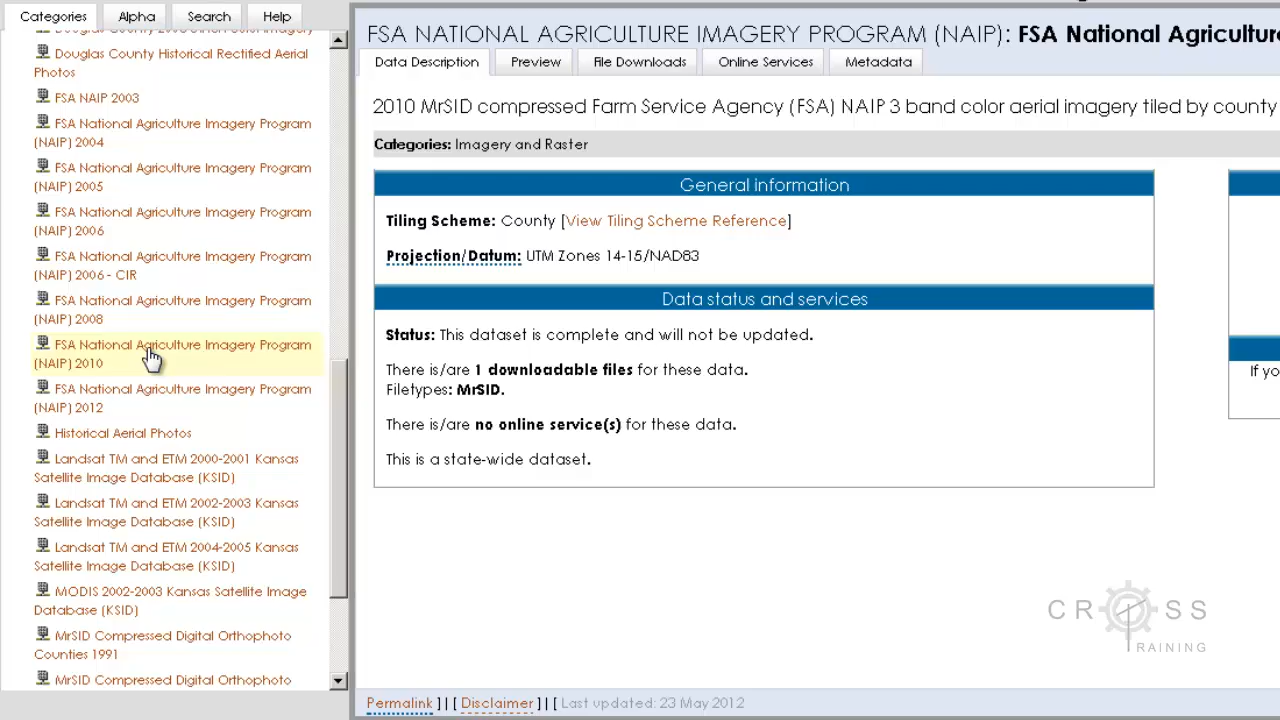 Categories Alpha Search Help
Douglas County Historical Rectified Aerial
Photos
FSA NAIP 2003
FSA National Agriculture Imagery Program
(NAIP) 2004
FSA National Agriculture Imagery Program
(NAIP) 2005
FSA National Agriculture Imagery Program
(NAIP) 2006
FSA National Agriculture Imagery Program
(NAIP) 2006 - CIR
FSA National Agriculture Imagery Program
(NAIP) 2008
FSA National Agriculture Imagery Program
(NAIP) 2010
FSA National Agriculture Imagery Program
(NAIP) 2012
Historical Aerial Photos
Landsat TM and ETM 2000-2001 Kansas
Satellite Image Database (KSID)
Landsat TM and ETM 2002-2003 Kansas
Satellite Image Database (KSID)
Landsat TM and ETM 2004-2005 Kansas
Satellite Image Database (KSID)
MODIS 2002-2003 Kansas Satellite Image
Database (KSID)
MrSID Compressed Digital Orthophoto
Counties 1991
MrSID Compressed Digital Orthophoto
FSA NATIONAL AGRICULTURE IMAGERY PROGRAM (NAIP): FSA National Agriculture
Data Description Preview File Downloads Online Services Metadata
2010 MrSID compressed Farm Service Agency (FSA) NAIP 3 band color aerial imagery tiled by county
Categories: Imagery and Raster
General information
Tiling Scheme: County [View Tiling Scheme Reference]
Projection/Datum: UTM Zones 14-15/NAD83
Data status and services
Status: This dataset is complete and will not be updated.
There is/are 1 downloadable files for these data.
Filetypes: MrSID.
There is/are no online service(s) for these data.
This is a state-wide dataset.
If yo
CROSS
TRAINING
Permalink ] | [ Disclaimer ] | [ Last updated: 23 May 2012